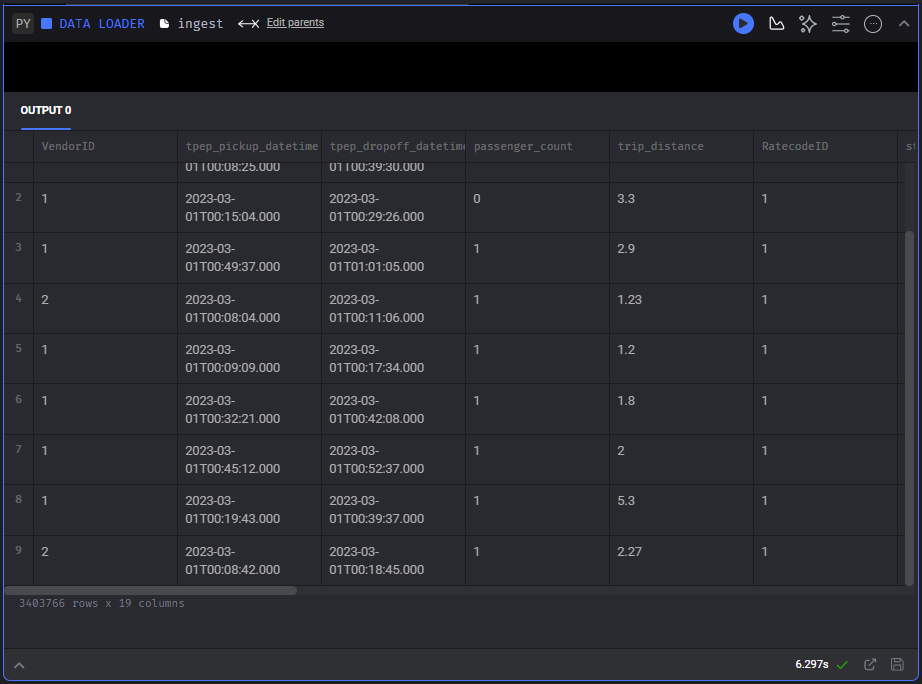 PY DATA LOADER ingest Edit parents
OUTPUT 0
VendorID tpep_pickup_datetime tpep_dropoff_datetime passenger_count trip_distance RatecodeID st
01T00:08:25.000 01T00:39:30.000
2 1 2023-03- 2023-03- 0 3.3 1
01T00:15:04.000 01T00:29:26.000
3 1 2023-03- 2023-03- 1 2.9 1
01T00:49:37.000 01T01:01:05.000
4 2 2023-03- 2023-03- 1 1.23 1
01T00:08:04.000 01T00:11:06.000
5 1 2023-03- 2023-03- 1 1.2 1
01T00:09:09.000 01T00:17:34.000
6 1 2023-03- 2023-03- 1 1.8 1
01T00:32:21.000 01T00:42:08.000
7 1 2023-03- 2023-03- 1 2 1
01T00:45:12.000 01T00:52:37.000
8 1 2023-03- 2023-03- 1 5.3 1
01T00:19:43.000 01T00:39:37.000
9 2 2023-03- 2023-03- 1 2.27 1
01T00:08:42.000 01T00:18:45.000
3403766 rows x 19 columns
6.297s